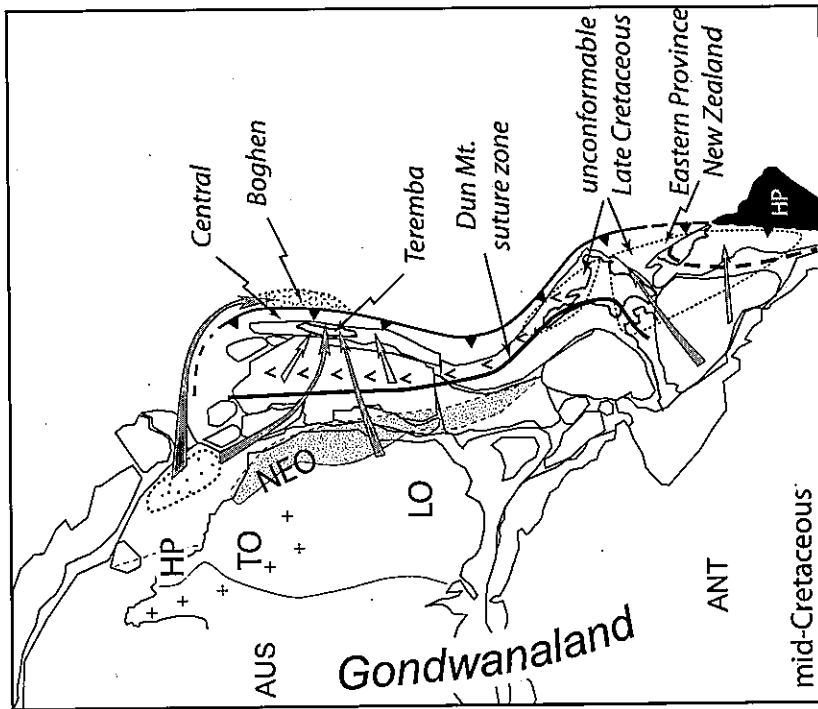 Central
Boghen
Teremba
Dun Mt.
suture zone
unconformable
Late Cretaceous
Eastern Province
New Zealand
HP
NEO
HP
TO
LO
AUS
ANT
Gondwanaland
mid-Cretaceous